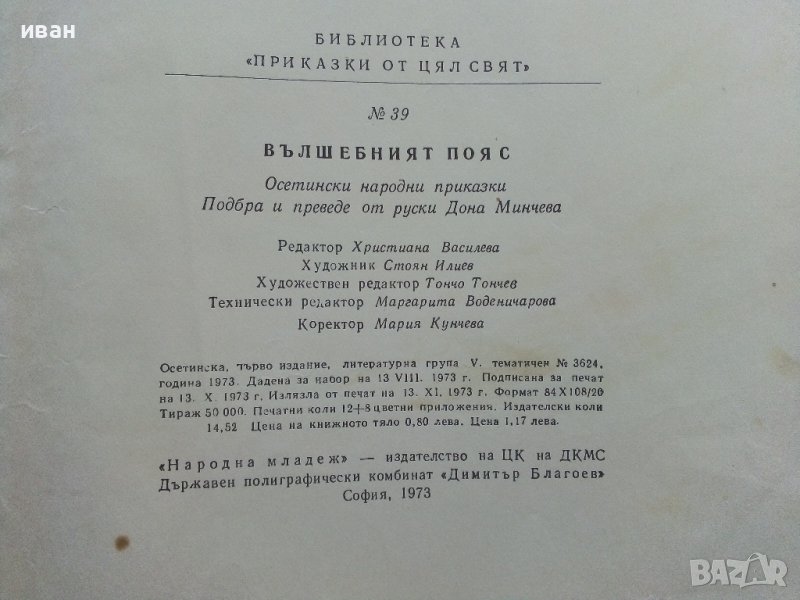 иван
БИБЛИОТЕКА
«ПРИКАЗКИ ОТ ЦЯЛ СВЯТ»
№ 39
ВЪЛШЕБНИЯТ ПОЯС
Осетински народни приказки
Подбра и преведе от руски Дона Минчева
Редактор Христиана Василева
Художник Стоян Илиев
Художествен редактор Тончо Тончев
Технически редактор Маргарита Воденичарова
Коректор Мария Кунчева
Осетинска, първо издание, литературна група V. тематичен № 3624,
година 1973. Дадена за набор на 13 VIII. 1973 г. Подписана за печат
на 13. X. 1973 г. Излязла от печат на 13. XI. 1973 г. Формат 84 X 108/20
Тираж 50 000. Печатни коли 12+8 цветни приложения. Издателски коли
14,52 Цена на книжното тяло 0,80 лева. Цена 1,17 лева.
«Народна младеж» — издателство на ЦК на ДКМС
Държавен полиграфически комбинат «Димитър Благоев»
София, 1973
BAZAR